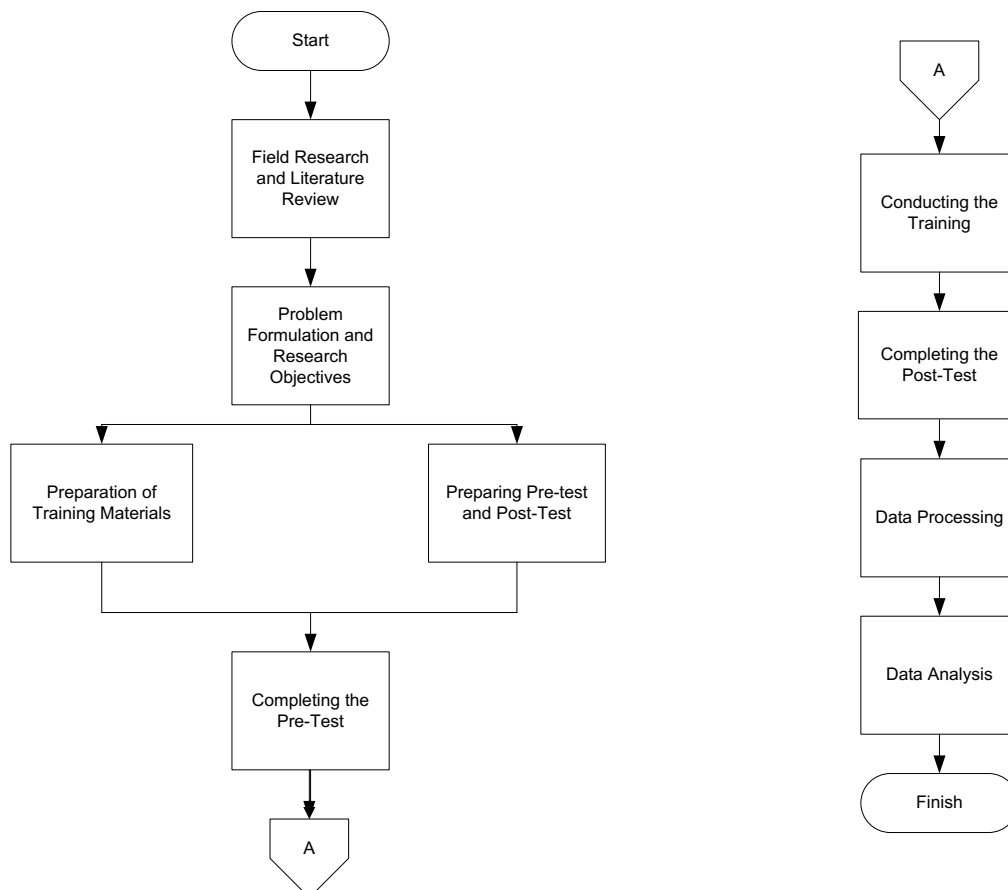 Start
Field Research
and Literature
Review
Problem
Formulation and
Research
Objectives
Preparation of
Training Materials
Preparing Pre-test
and Post-Test
Completing the
Pre-Test
A
A
Conducting the
Training
Completing the
Post-Test
Data Processing
Data Analysis
Finish